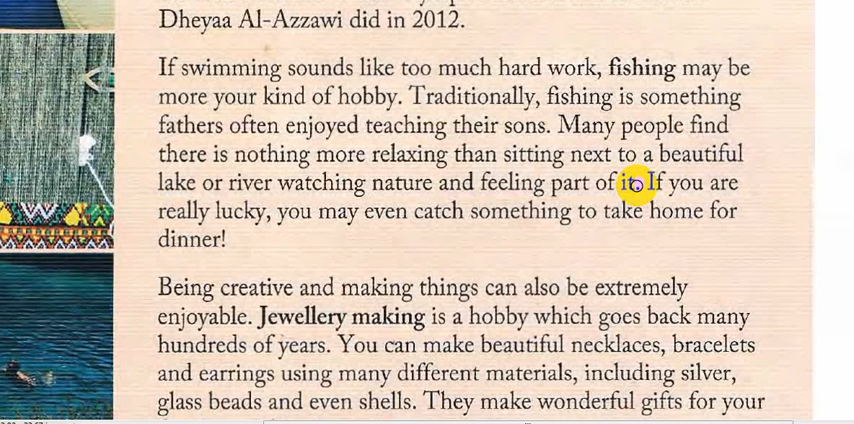 Dheyaa Al-Azzawi did in 2012.
If swimming sounds like too much hard work, fishing may be
more your kind of hobby. Traditionally, fishing is something
fathers often enjoyed teaching their sons. Many people find
there is nothing more relaxing than sitting next to a beautiful
lake or river watching nature and feeling part of it. If you are
really lucky, you may even catch something to take home for
dinner!
Being creative and making things can also be extremely
enjoyable. Jewellery making is a hobby which goes back many
hundreds of years. You can make beautiful necklaces, bracelets
and earrings using many different materials, including silver,
glass beads and even shells. They make wonderful gifts for your